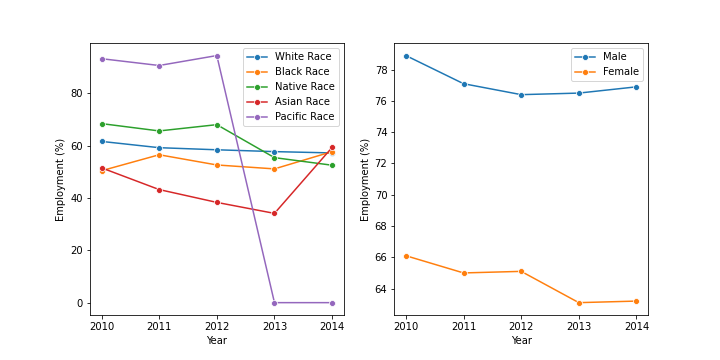 White Race
Black Race
Native Race
Asian Race
Pacific Race
80
60
40
20
0
Employment (%)
2010 2011 2012 2013 2014
Year
Male
Female
78
76
74
72
70
68
66
64
Employment (%)
2010 2011 2012 2013 2014
Year